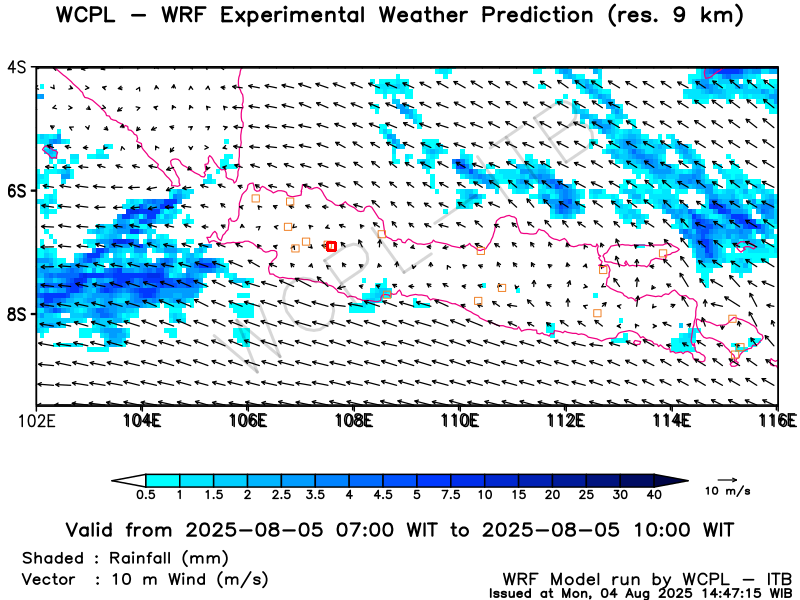 WCPL – WRF Experimental Weather Prediction (res. 9 km)
4S
6S
8S
WCPL – ITB
102E 104E 106E 108E 110E 112E 114E 116E
0.5 1 1.5 2 2.5 3.5 4 4.5 5 7.5 10 15 20 25 30 40
10 m/s
Valid from 2025-08-05 07:00 WIT to 2025-08-05 10:00 WIT
Shaded : Rainfall (mm)
Vector : 10 m Wind (m/s)
WRF Model run by WCPL – ITB
Issued at Mon, 04 Aug 2025 14:47:15 WIB